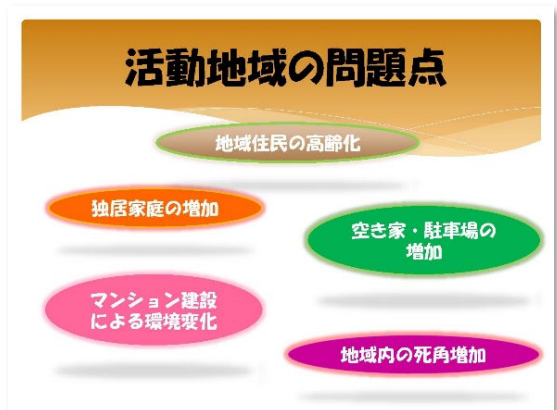 活動地域の問題点
地域住民の高齢化
独居家庭の増加
空き家・駐車場の
増加
マンション建設
による環境変化
地域内の死角増加